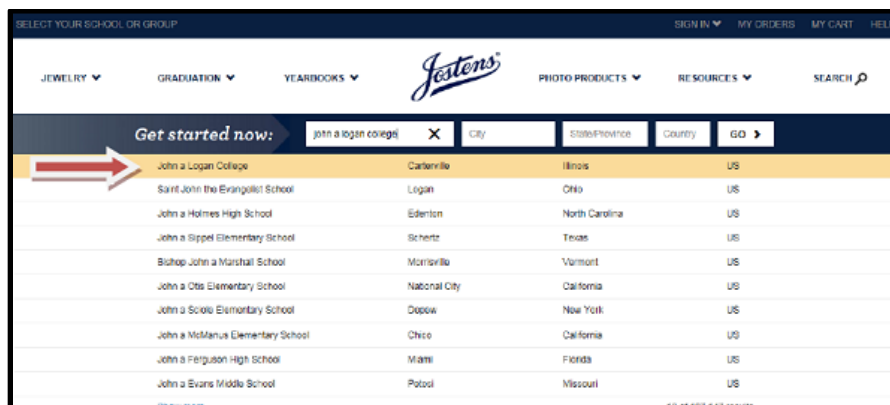 SELECT YOUR SCHOOL OR GROUP SIGN IN MY ORDERS MY CART HEL
JEWELRY GRADUATION YEARBOOKS Jostens PHOTO PRODUCTS RESOURCES SEARCH
Get started now: john a logan college X City State/Province Country GO >
John a Logan College Carterville Illinois US
Saint John the Evangelist School Logan Ohio US
John a Holmes High School Edenton North Carolina US
John a Sippel Elementary School Schertz Texas US
Bishop John a Marshall School Morrisville Vermont US
John a Otis Elementary School National City California US
John a Sciole Elementary School Depew New York US
John a McManus Elementary School Chico California US
John a Ferguson High School Miami Florida US
John a Evans Middle School Potosi Missouri US